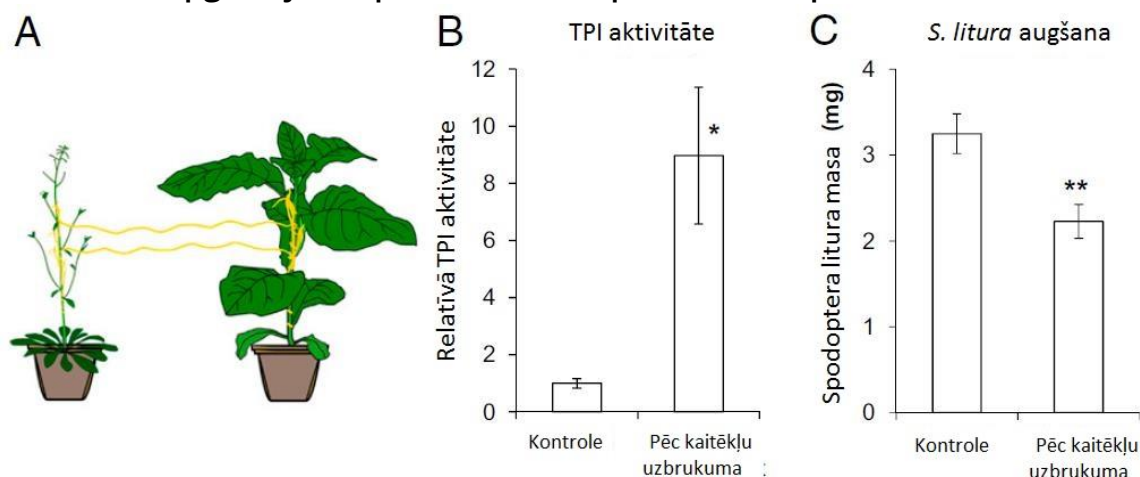 A
B
TPI aktivitāte
Relatīvā TPI aktivitāte
12
10
8
6
4
2
0
*
Kontrole
Pēc kaitēkļu
uzbrukuma
C
S. litura augšana
Spodoptera litura masa (mg)
4
3
2
1
0
**
Kontrole
Pēc kaitēkļu
uzbrukuma